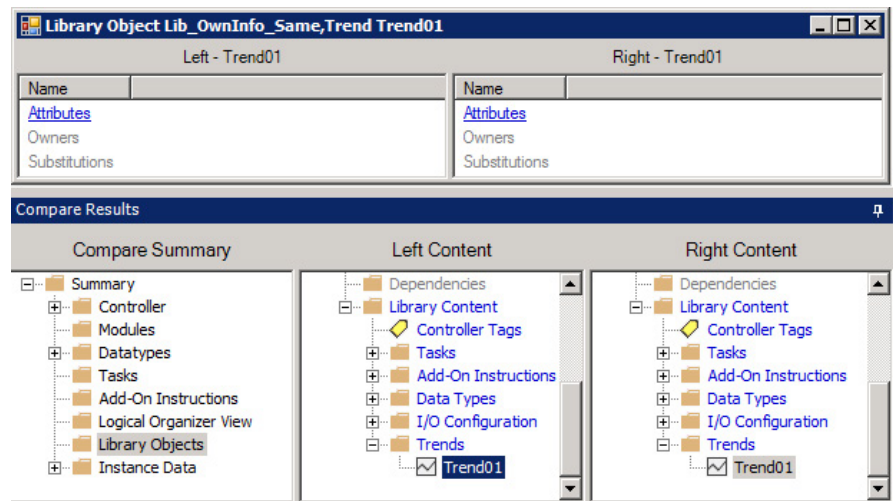 Library Object Lib_OwnInfo_Same,Trend Trend01
Left - Trend01
Right - Trend01
Name
Name
Attributes
Attributes
Owners
Owners
Substitutions
Substitutions
Compare Results
Compare Summary
Left Content
Right Content
Summary
Controller
Modules
Datatypes
Tasks
Add-On Instructions
Logical Organizer View
Library Objects
Instance Data
Dependencies
Library Content
Controller Tags
Tasks
Add-On Instructions
Data Types
I/O Configuration
Trends
Trend01
Dependencies
Library Content
Controller Tags
Tasks
Add-On Instructions
Data Types
I/O Configuration
Trends
Trend01